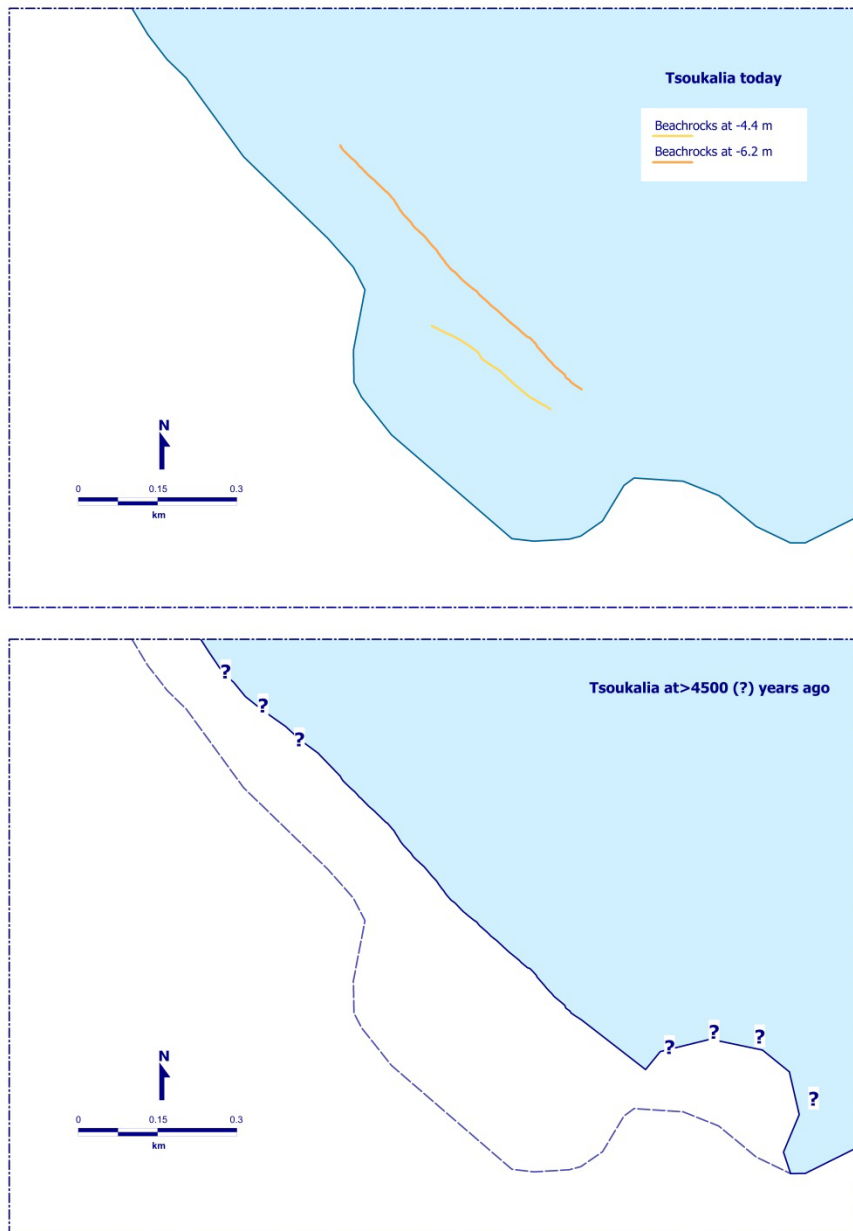 Tsoukalia today
Beachrocks at -4.4 m
Beachrocks at -6.2 m
N
0 0.15 0.3
km
Tsoukalia at>4500 (?) years ago
?
?
?
N
0 0.15 0.3
km
? ? ?
?